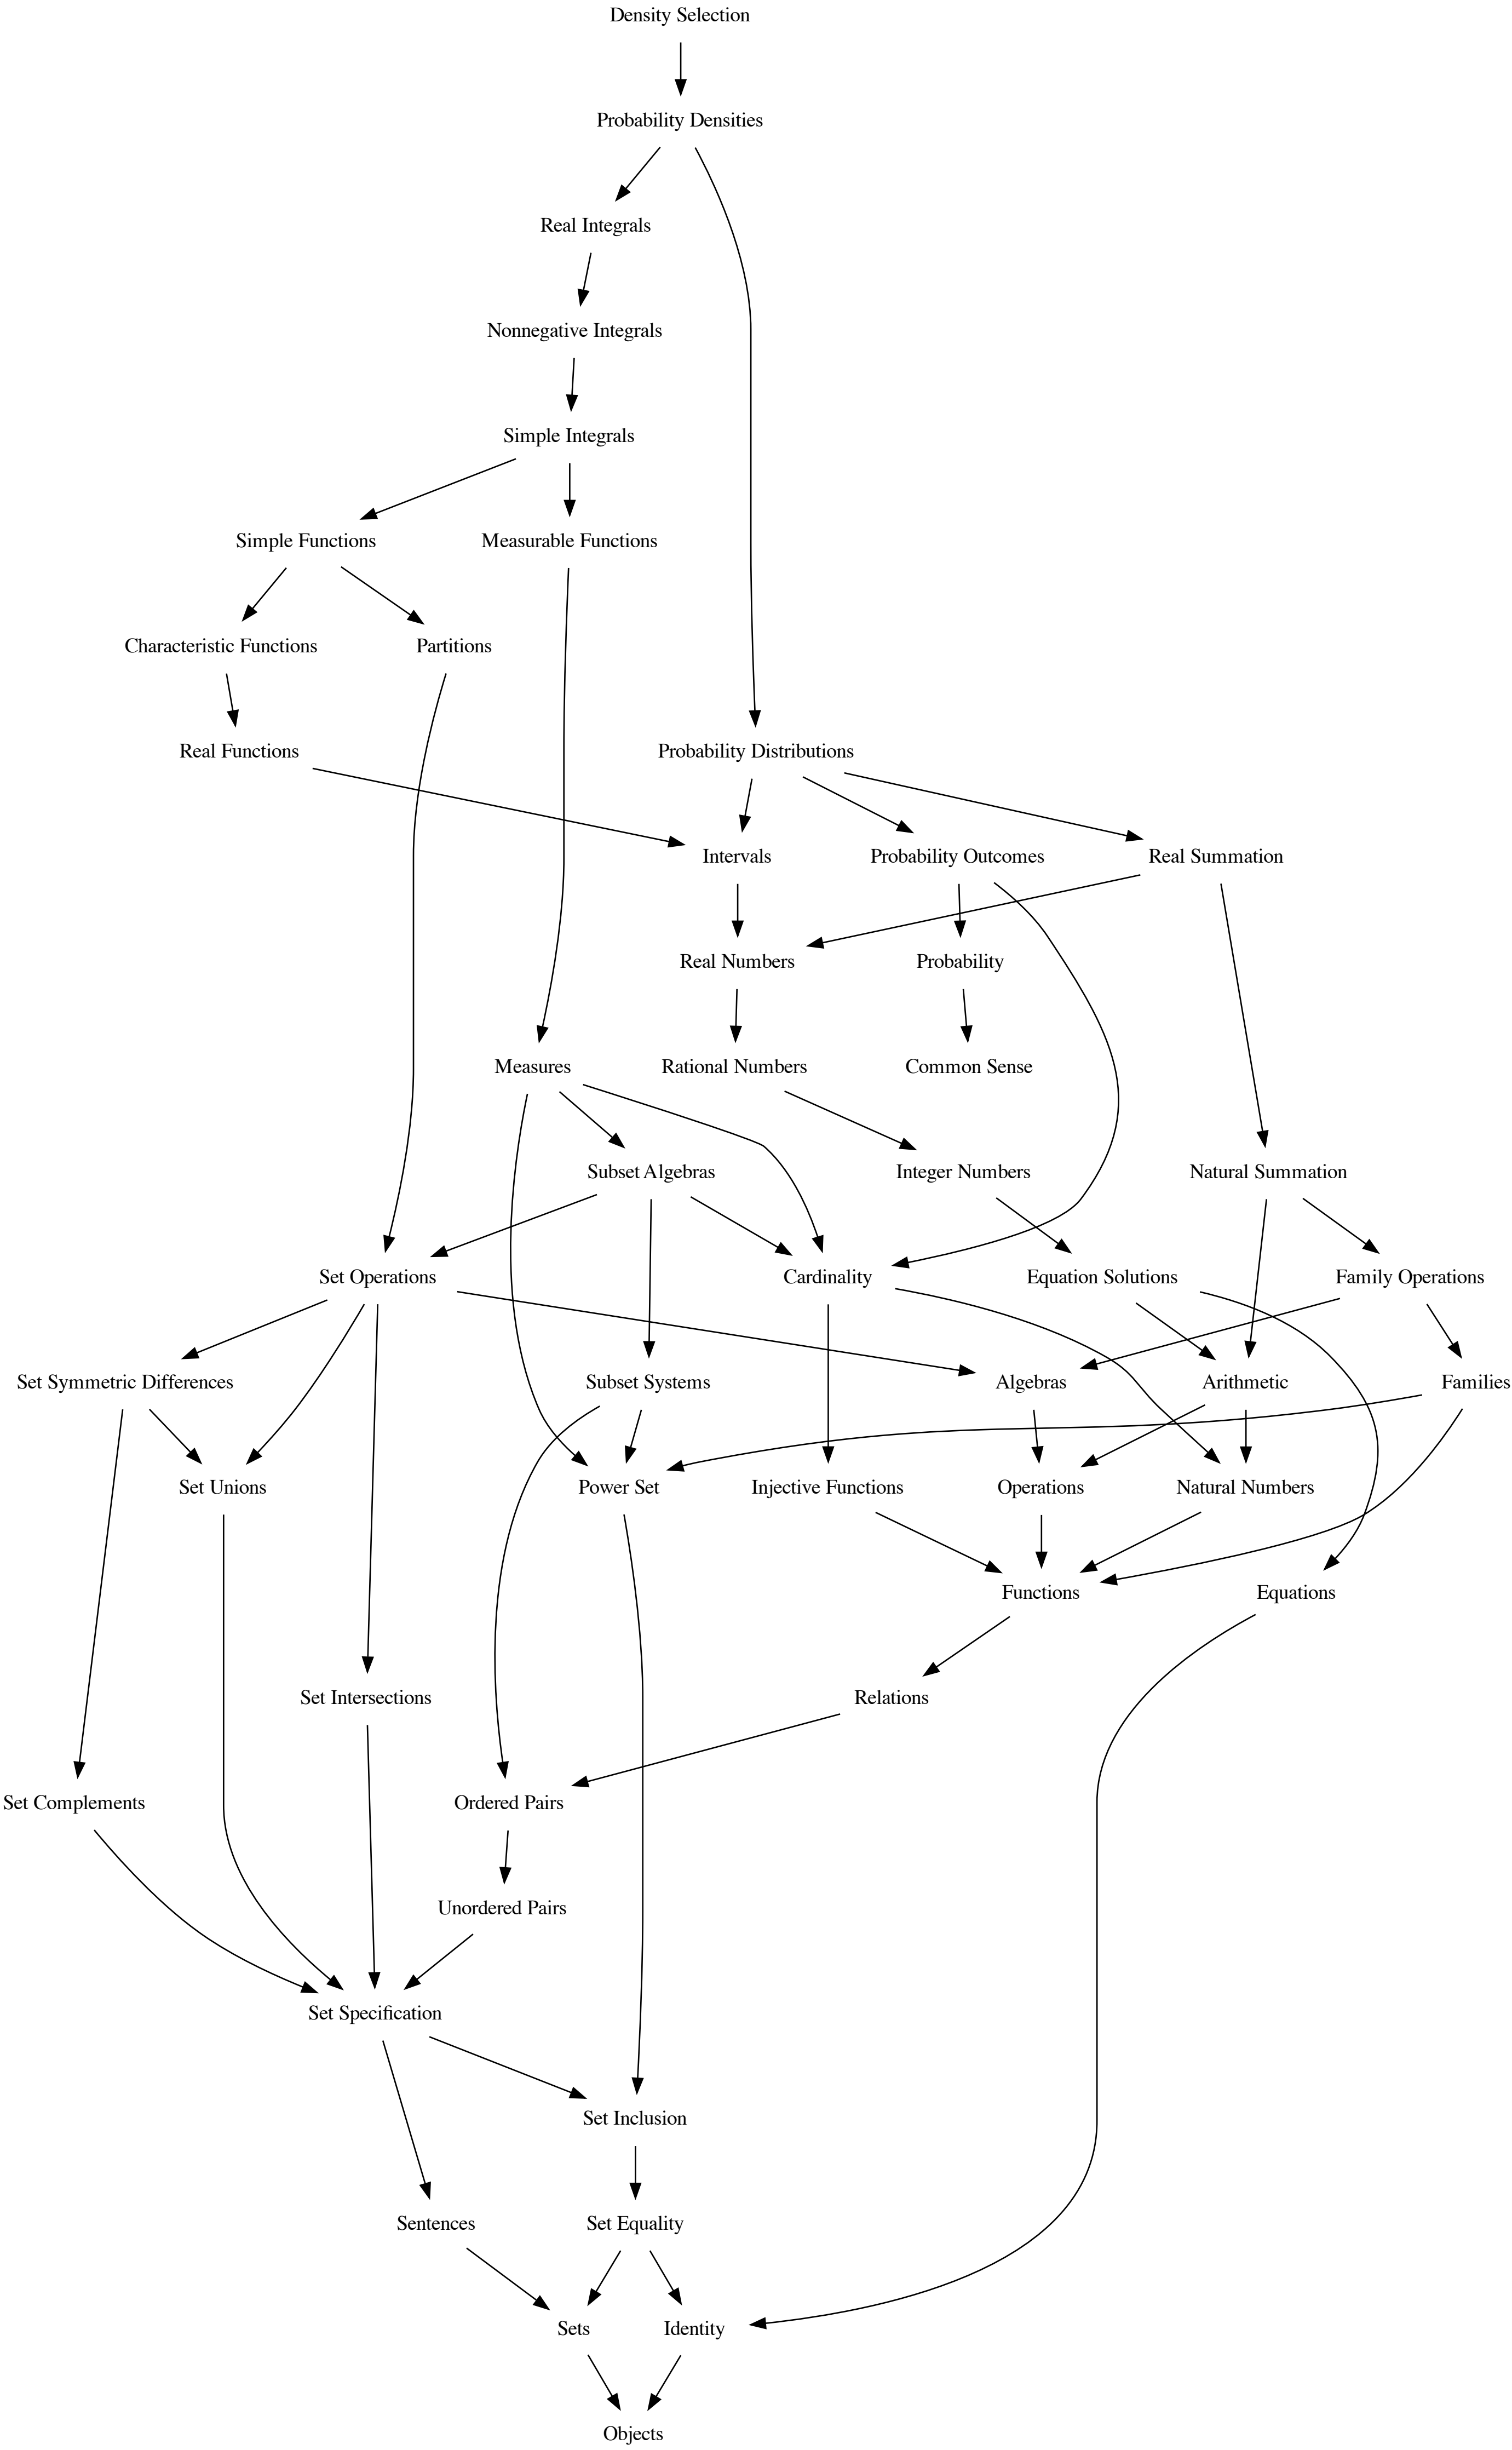 Density Selection
Probability Densities
Real Integrals
Nonnegative Integrals
Simple Integrals
Simple Functions
Measurable Functions
Characteristic Functions
Partitions
Real Functions
Probability Distributions
Intervals
Probability Outcomes
Real Summation
Real Numbers
Probability
Measures
Rational Numbers
Common Sense
Subset Algebras
Integer Numbers
Natural Summation
Set Operations
Cardinality
Equation Solutions
Family Operations
Set Symmetric Differences
Subset Systems
Algebras
Arithmetic
Families
Set Unions
Power Set
Injective Functions
Operations
Natural Numbers
Functions
Equations
Set Intersections
Relations
Set Complements
Ordered Pairs
Unordered Pairs
Set Specification
Set Inclusion
Sentences
Set Equality
Sets
Identity
Objects